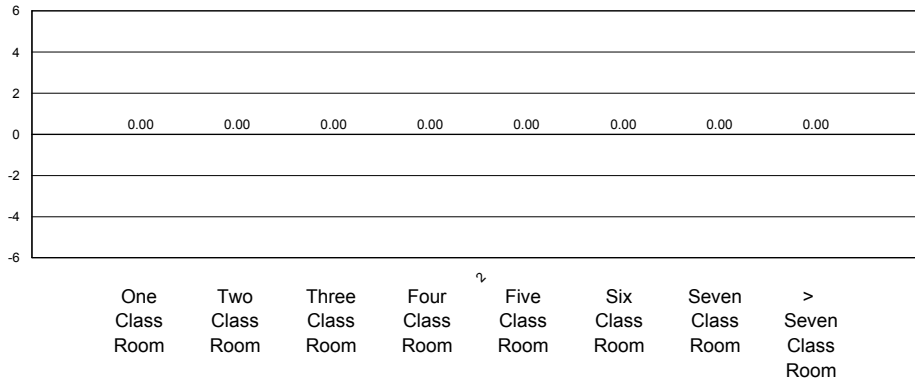 6
4
2
0
-2
-4
-6
0.00 0.00 0.00 0.00 0.00 0.00 0.00 0.00
2
One Class Room
Two Class Room
Three Class Room
Four Class Room
Five Class Room
Six Class Room
Seven Class Room
> Seven Class Room